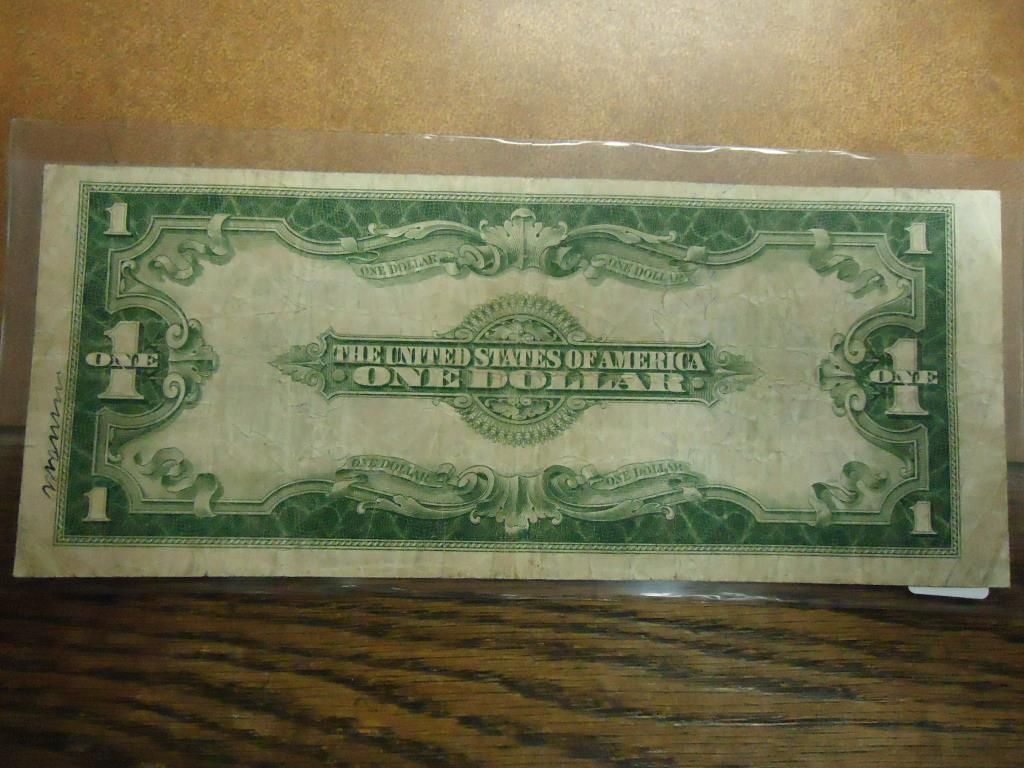 1 1
ONE DOLLAR ONE DOLLAR
1 ONE THE UNITED STATES OF AMERICA 1 ONE
ONE DOLLAR
ONE DOLLAR ONE DOLLAR
1 1